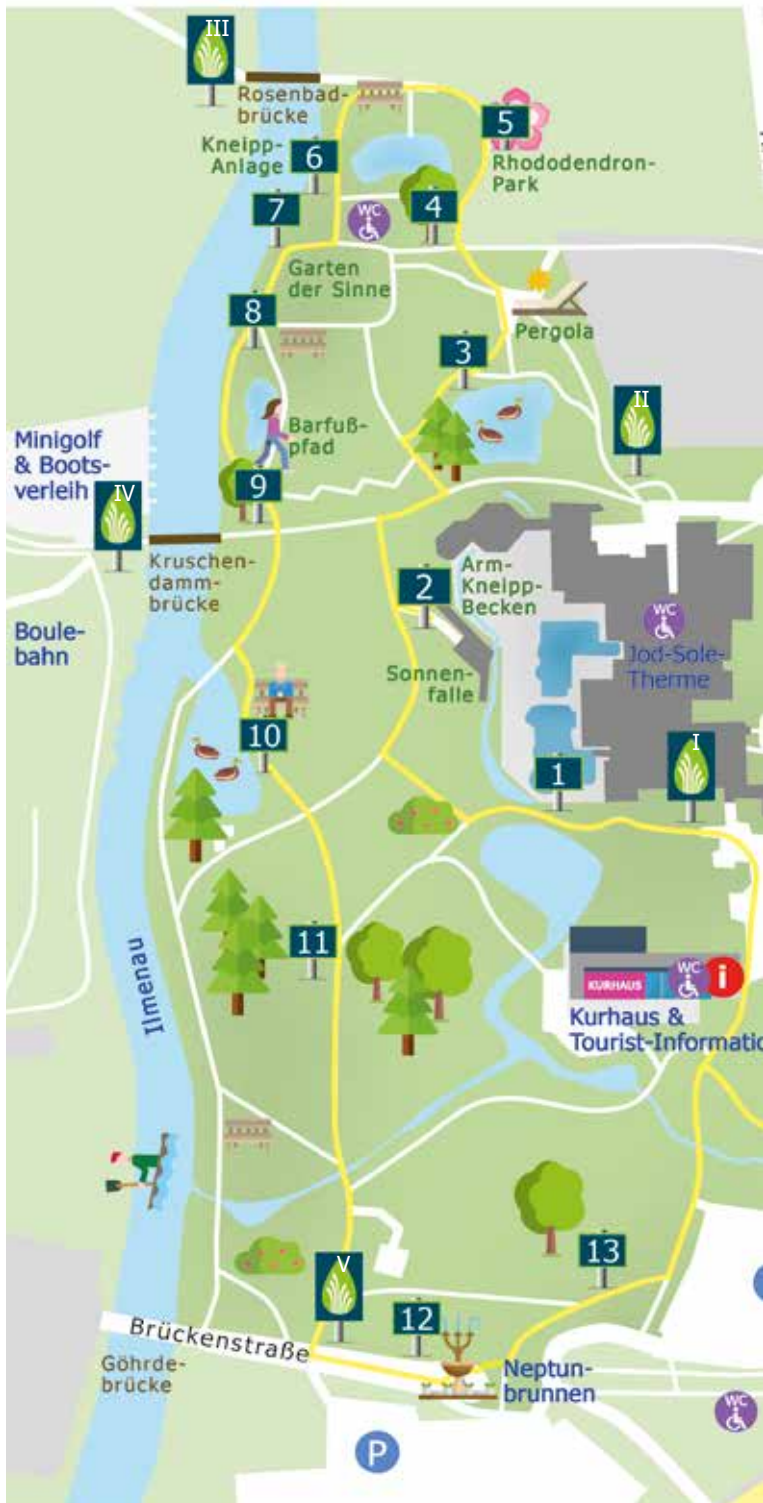 III
Rosenbad-
brücke
5
Kneipp-
Anlage
6
Rhododendron-
Park
7
WC
4
Garten
der Sinne
8
Pergola
3
II
Minigolf
& Boots-
verleih
Barfuß-
pfad
IV
9
Kruschen-
damm-
brücke
2
Arm-
Kneipp-
Becken
WC
Boule-
bahn
Sonnen-
falle
Jod-Sole-
Therme
10
1
I
11
Ilmenau
KURHAUS
WC
i
Kurhaus &
Tourist-Informatio
13
V
12
Brückenstraße
Göhrde-
brücke
Neptun-
brunnen
WC
P